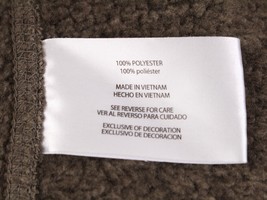 100% POLYESTER
100% poliéster
MADE IN VIETNAM
HECHO EN VIETNAM
SEE REVERSE FOR CARE
VER AL REVERSO PARA CUIDADO
EXCLUSIVE OF DECORATION
EXCLUSIVO DE DECORACION